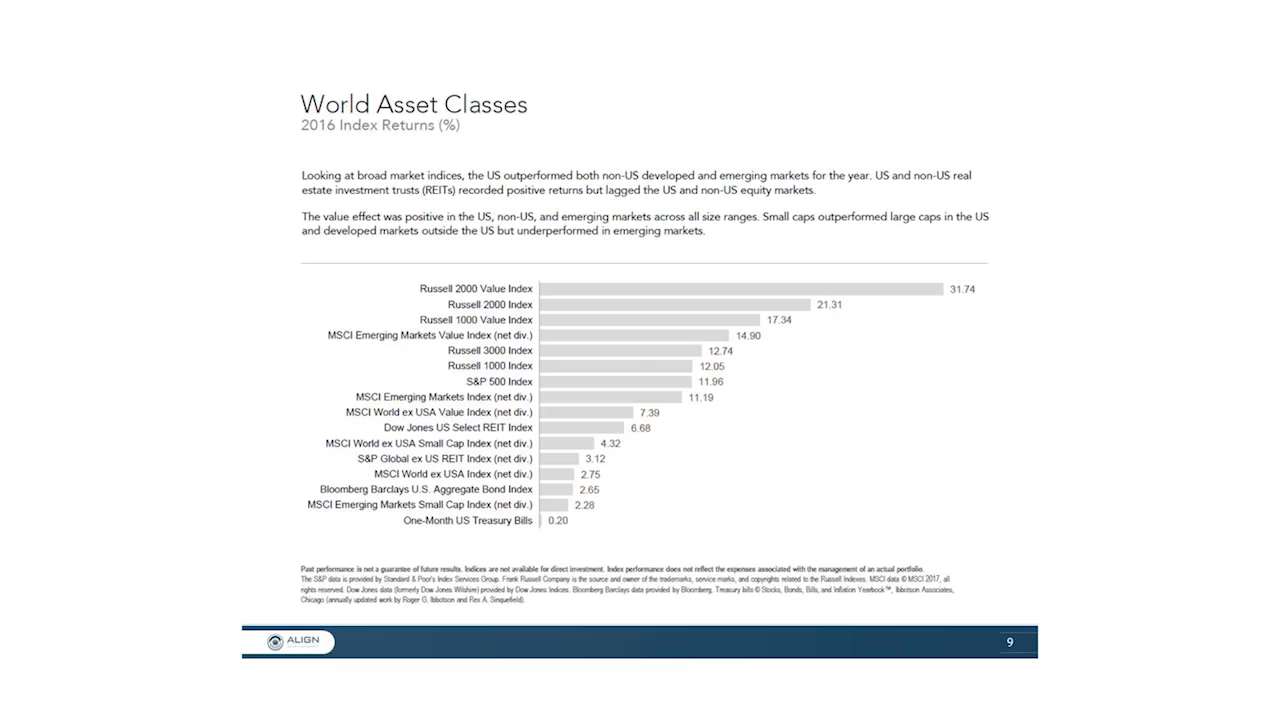 World Asset Classes
2016 Index Returns (%)
Looking at broad market indices, the US outperformed both non-US developed and emerging markets for the year. US and non-US real
estate investment trusts (REITs) recorded positive returns but lagged the US and non-US equity markets.
The value effect was positive in the US, non-US, and emerging markets across all size ranges. Small caps outperformed large caps in the US
and developed markets outside the US but underperformed in emerging markets.
Russell 2000 Value Index 31.74
Russell 2000 Index 21.31
Russell 1000 Value Index 17.34
MSCI Emerging Markets Value Index (net div.) 14.90
Russell 3000 Index 12.74
Russell 1000 Index 12.05
S&P 500 Index 11.96
MSCI Emerging Markets Index (net div.) 11.19
MSCI World ex USA Value Index (net div.) 7.39
Dow Jones US Select REIT Index 6.68
MSCI World ex USA Small Cap Index (net div.) 4.32
S&P Global ex US REIT Index (net div.) 3.12
MSCI World ex USA Index (net div.) 2.75
Bloomberg Barclays U.S. Aggregate Bond Index 2.65
MSCI Emerging Markets Small Cap Index (net div.) 2.28
One-Month US Treasury Bills 0.20
Past performance is not a guarantee of future results. Indices are not available for direct investment. Index performance does not reflect the expenses associated with the management of an actual portfolio.
The S&P data is provided by Standard & Poor's Index Services Group. Frank Russell Company is the source and owner of the trademarks, service marks, and copyrights related to the Russell Indexes. MSCI data © MSCI 2017, all
rights reserved. Dow Jones data (formerly Dow Jones Wilshire) provided by Dow Jones Indices. Bloomberg Barclays data provided by Bloomberg. Treasury bills © Stocks, Bonds, Bills, and Inflation Yearbook™, Ibbotson Associates,
Chicago (annually updated work by Roger G. Ibbotson and Rex A. Sinquefield).
ALIGN
9